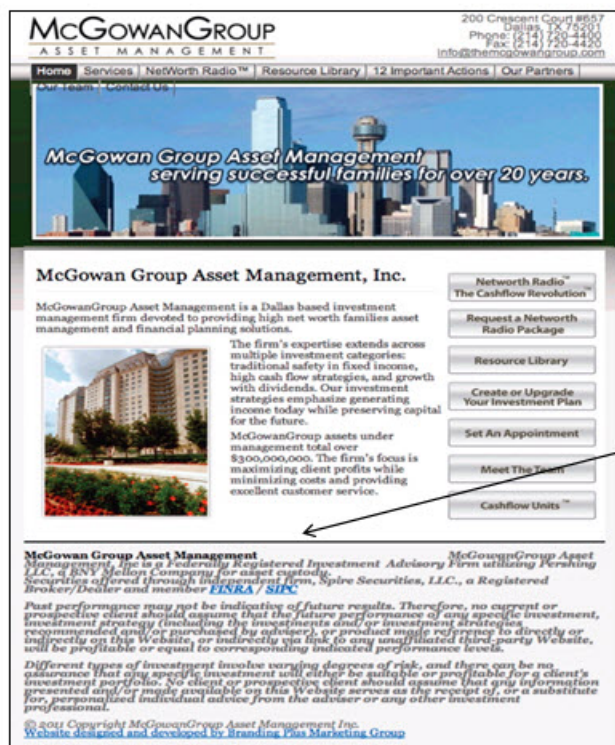 McGowanGroup
ASSET MANAGEMENT
200 Crescent Court #657
Dallas, TX 75201
Phone: (214) 720-4400
Fax: (214) 720-4420
info@themcgowangroup.com
Home Services NetWorth Radio™ Resource Library 12 Important Actions Our Partners
Our Team Contact Us
McGowan Group Asset Management
serving successful families for over 20 years.
McGowan Group Asset Management, Inc.
McGowanGroup Asset Management is a Dallas based investment
management firm devoted to providing high net worth families asset
management and financial planning solutions.
The firm's expertise extends across
multiple investment categories:
traditional safety in fixed income,
high cash flow strategies, and growth
with dividends. Our investment
strategies emphasize generating
income today while preserving capital
for the future.
McGowanGroup assets under
management total over
$300,000,000. The firm's focus is
maximizing client profits while
minimizing costs and providing
excellent customer service.
Networth Radio™
The Cashflow Revolution™
Request a Networth
Radio Package
Resource Library
Create or Upgrade
Your Investment Plan
Set An Appointment
Meet The Team
Cashflow Units™
McGowan Group Asset Management McGowanGroup Asset
Management, Inc is a Federally Registered Investment Advisory Firm utilizing Pershing
LLC, a BNY Mellon Company for asset custody.
Securities offered through independent firm, Spire Securities, LLC., a Registered
Broker/Dealer and member FINRA / SIPC
Past performance may not be indicative of future results. Therefore, no current or
prospective client should assume that the future performance of any specific investment,
investment strategy (including the investments and/or investment strategies
recommended and/or purchased by adviser), or product made reference to directly or
indirectly on this Website, or indirectly via link to any unaffiliated third-party Website,
will be profitable or equal to corresponding indicated performance levels.
Different types of investment involve varying degrees of risk, and there can be no
assurance that any specific investment will either be suitable or profitable for a client's
investment portfolio. No client or prospective client should assume that any information
presented and/or made available on this Website serves as the receipt of, or a substitute
for, personalized individual advice from the adviser or any other investment
professional.
© 2011 Copyright McGowanGroup Asset Management Inc.
Website designed and developed by Branding Plus Marketing Group